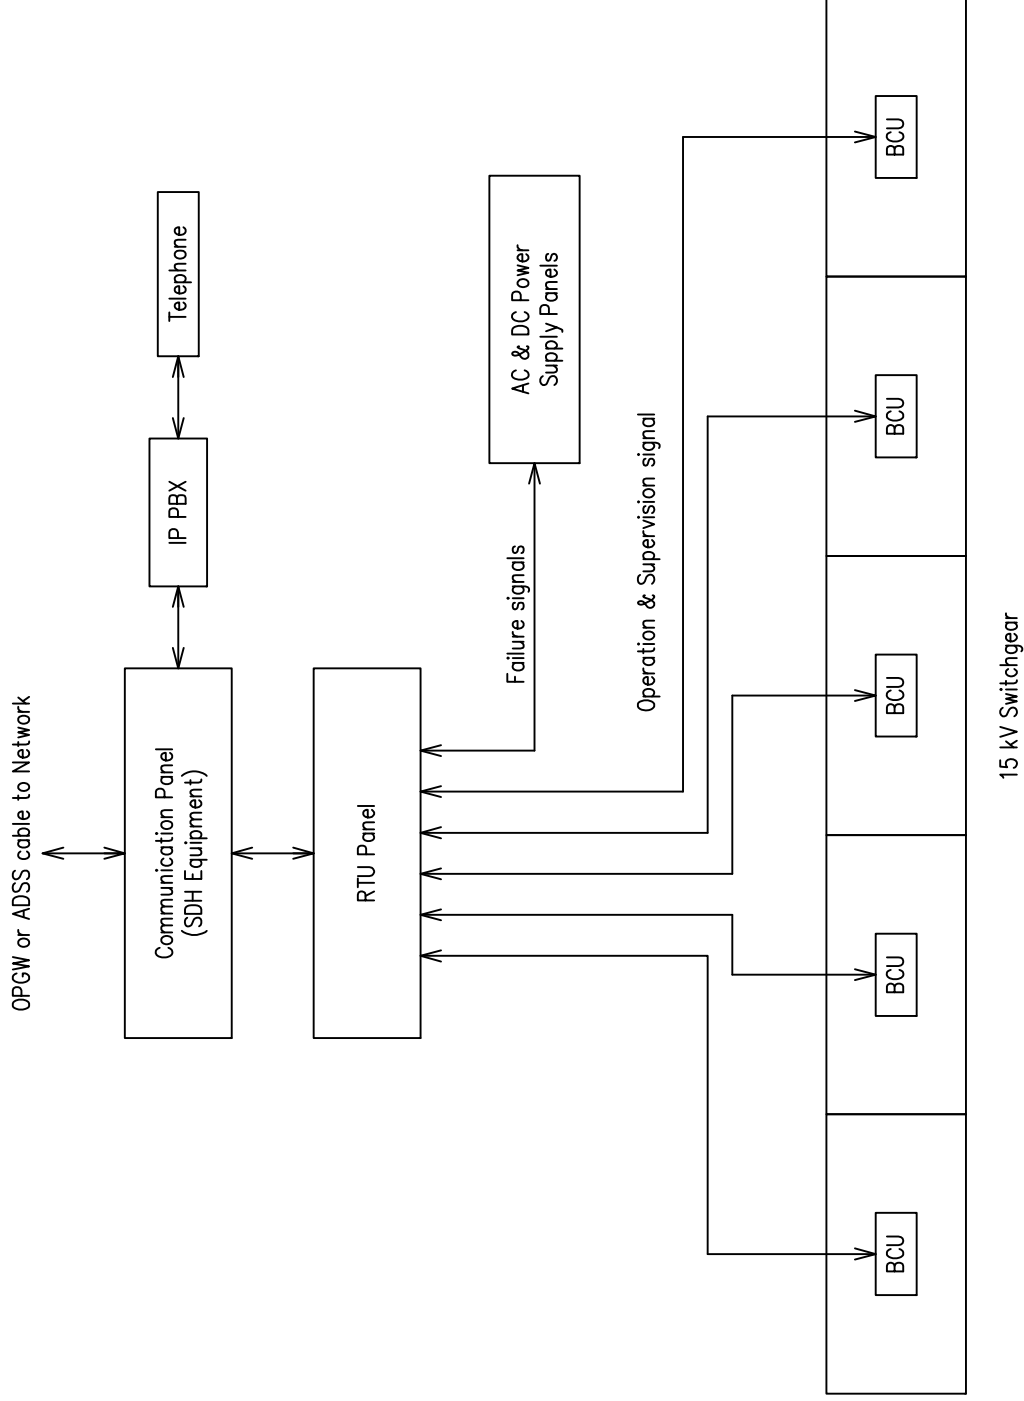 OPGW or ADSS cable to Network
Communication Panel
(SDH Equipment)
IP PBX
Telephone
RTU Panel
Failure signals
AC & DC Power
Supply Panels
Operation & Supervision signal
BCU
BCU
BCU
BCU
BCU
15 kV Switchgear